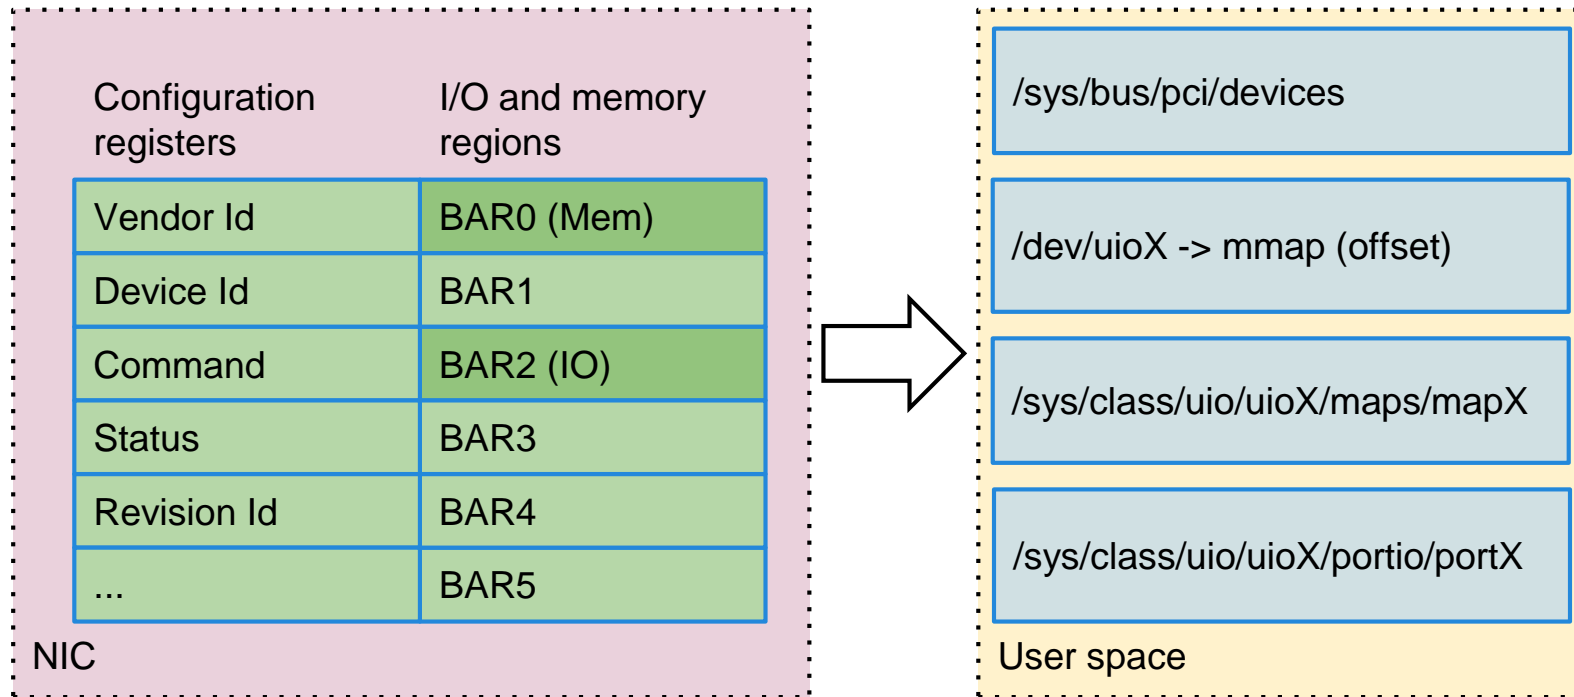 Configuration
registers
I/O and memory
regions
Vendor Id
BAR0 (Mem)
Device Id
BAR1
Command
BAR2 (IO)
Status
BAR3
Revision Id
BAR4
...
BAR5
NIC
/sys/bus/pci/devices
/dev/uioX -> mmap (offset)
/sys/class/uio/uioX/maps/mapX
/sys/class/uio/uioX/portio/portX
User space